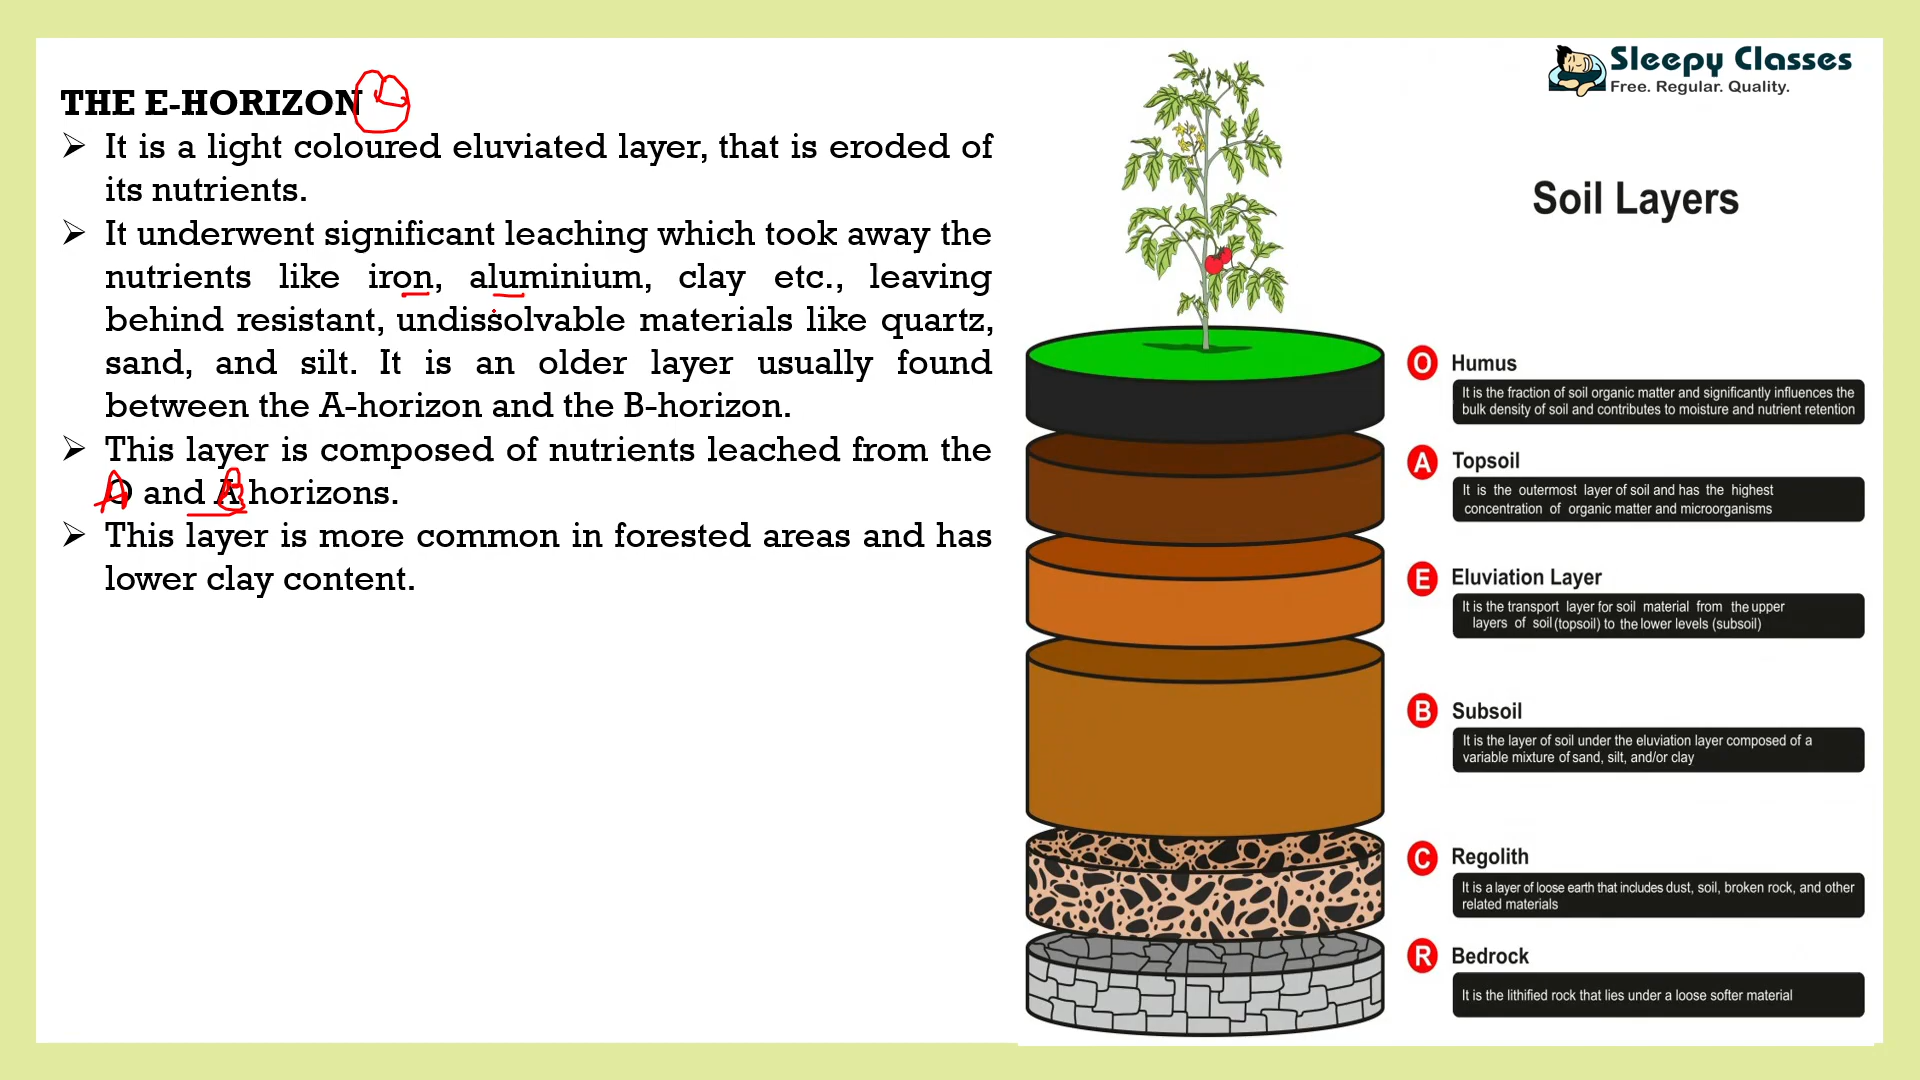 THE E-HORIZON
➢ It is a light coloured eluviated layer, that is eroded of
its nutrients.
➢ It underwent significant leaching which took away the
nutrients like iron, aluminium, clay etc., leaving
behind resistant, undissolvable materials like quartz,
sand, and silt. It is an older layer usually found
between the A-horizon and the B-horizon.
➢ This layer is composed of nutrients leached from the
O and A horizons.
A B
➢ This layer is more common in forested areas and has
lower clay content.
Sleepy Classes
Free. Regular. Quality.
Soil Layers
O Humus
It is the fraction of soil organic matter and significantly influences the
bulk density of soil and contributes to moisture and nutrient retention
A Topsoil
It is the outermost layer of soil and has the highest
concentration of organic matter and microorganisms
E Eluviation Layer
It is the transport layer for soil material from the upper
layers of soil (topsoil) to the lower levels (subsoil)
B Subsoil
It is the layer of soil under the eluviation layer composed of a
variable mixture of sand, silt, and/or clay
C Regolith
It is a layer of loose earth that includes dust, soil, broken rock, and other
related materials
R Bedrock
It is the lithified rock that lies under a loose softer material